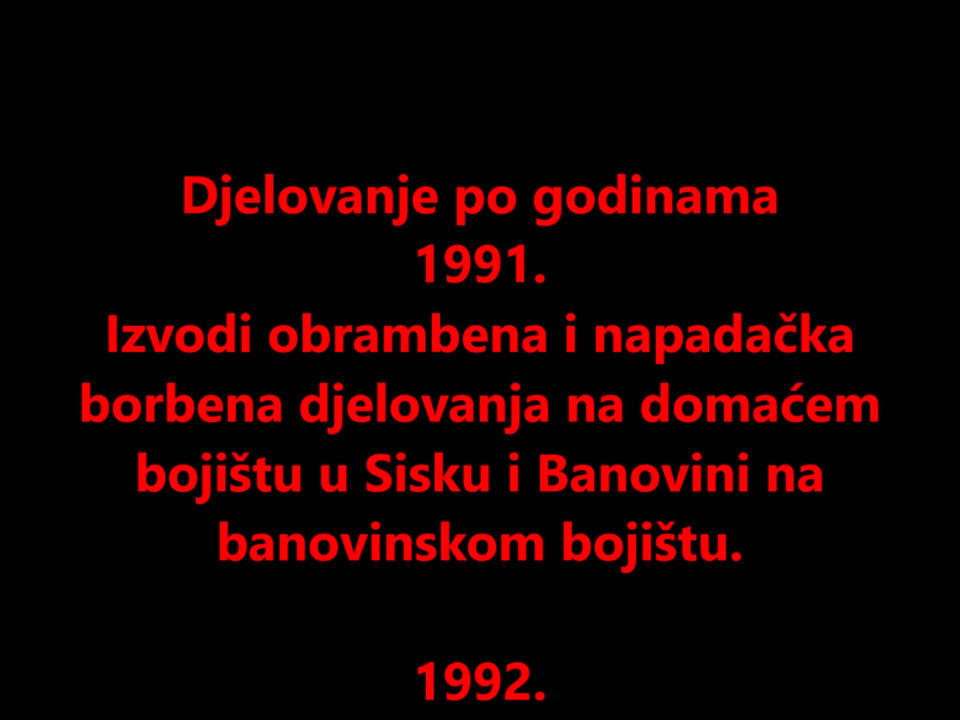 Djelovanje po godinama
1991.
Izvodi obrambena i napadačka
borbena djelovanja na domaćem
bojištu u Sisku i Banovini na
banovinskom bojištu.
1992.